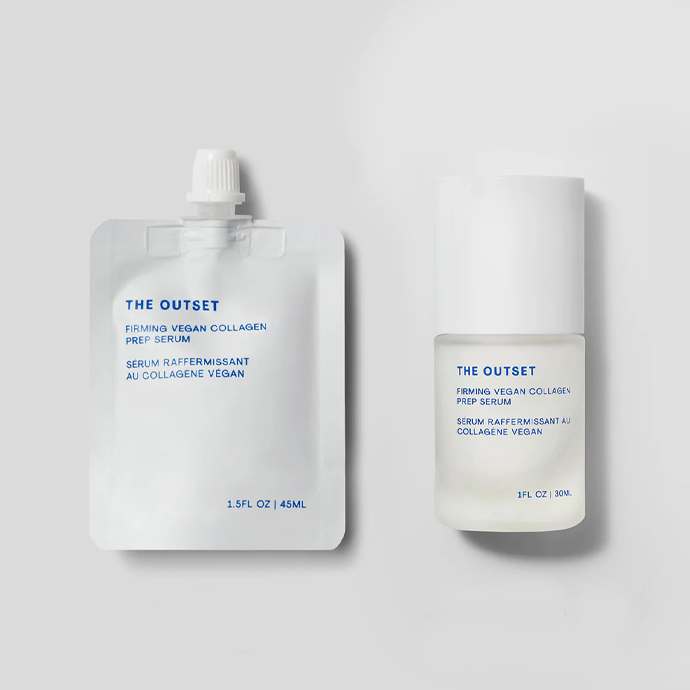 THE OUTSET
FIRMING VEGAN COLLAGEN
PREP SERUM
SÉRUM RAFFERMISSANT
AU COLLAGENE VÉGAN
1.5FL OZ | 45ML
THE OUTSET
FIRMING VEGAN COLLAGEN
PREP SERUM
SÉRUM RAFFERMISSANT AU
COLLAGÈNE VÉGAN
1FL OZ | 30ML